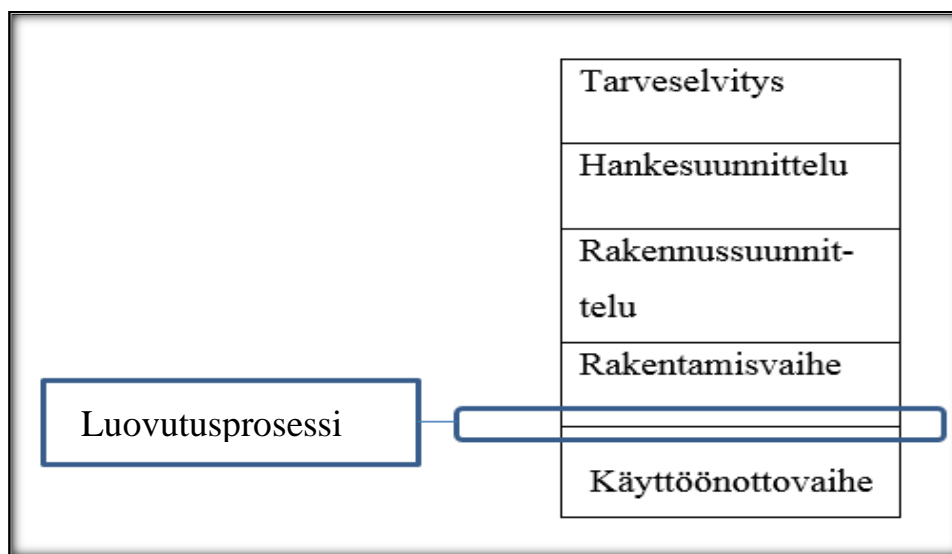 Tarveselvitys
Hankesuunnittelu
Rakennussuunnit-
telu
Rakentamisvaihe
Luovutusprosessi
Käyttöönottovaihe